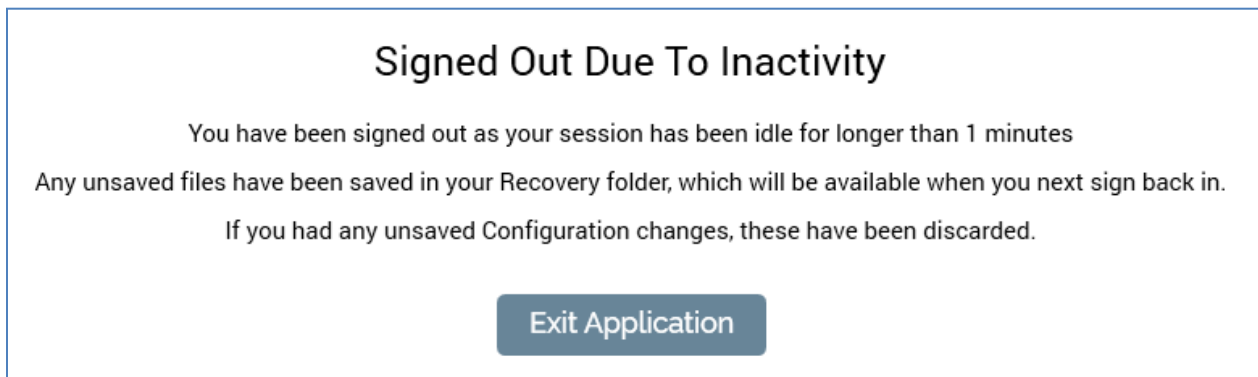 Signed Out Due To Inactivity
You have been signed out as your session has been idle for longer than 1 minutes
Any unsaved files have been saved in your Recovery folder, which will be available when you next sign back in.
If you had any unsaved Configuration changes, these have been discarded.
Exit Application